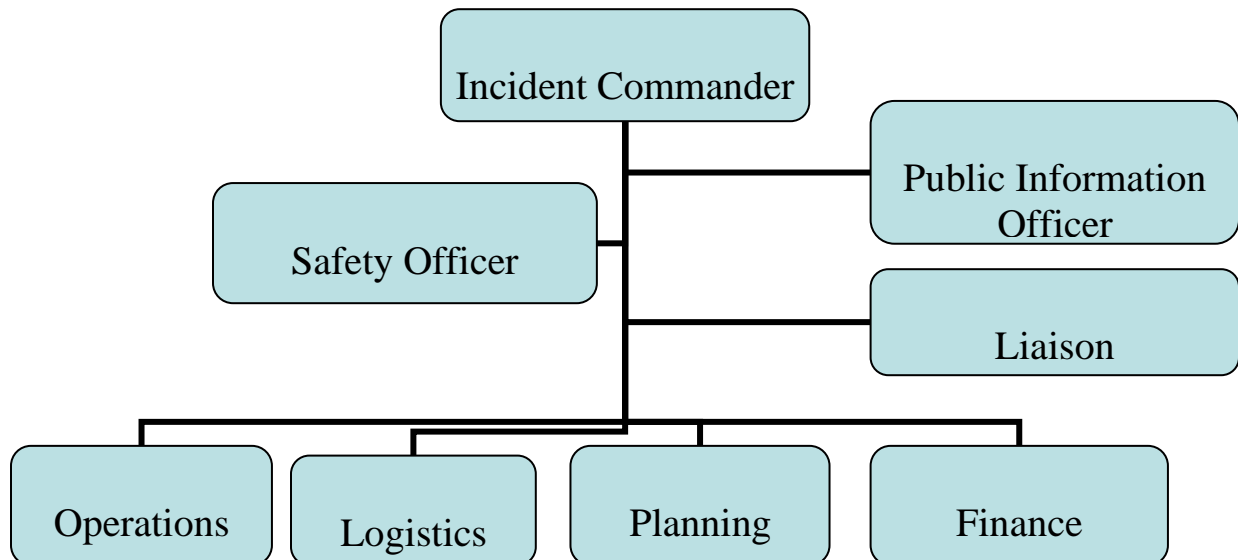 Incident Commander
Public Information
Officer
Safety Officer
Liaison
Operations
Logistics
Planning
Finance